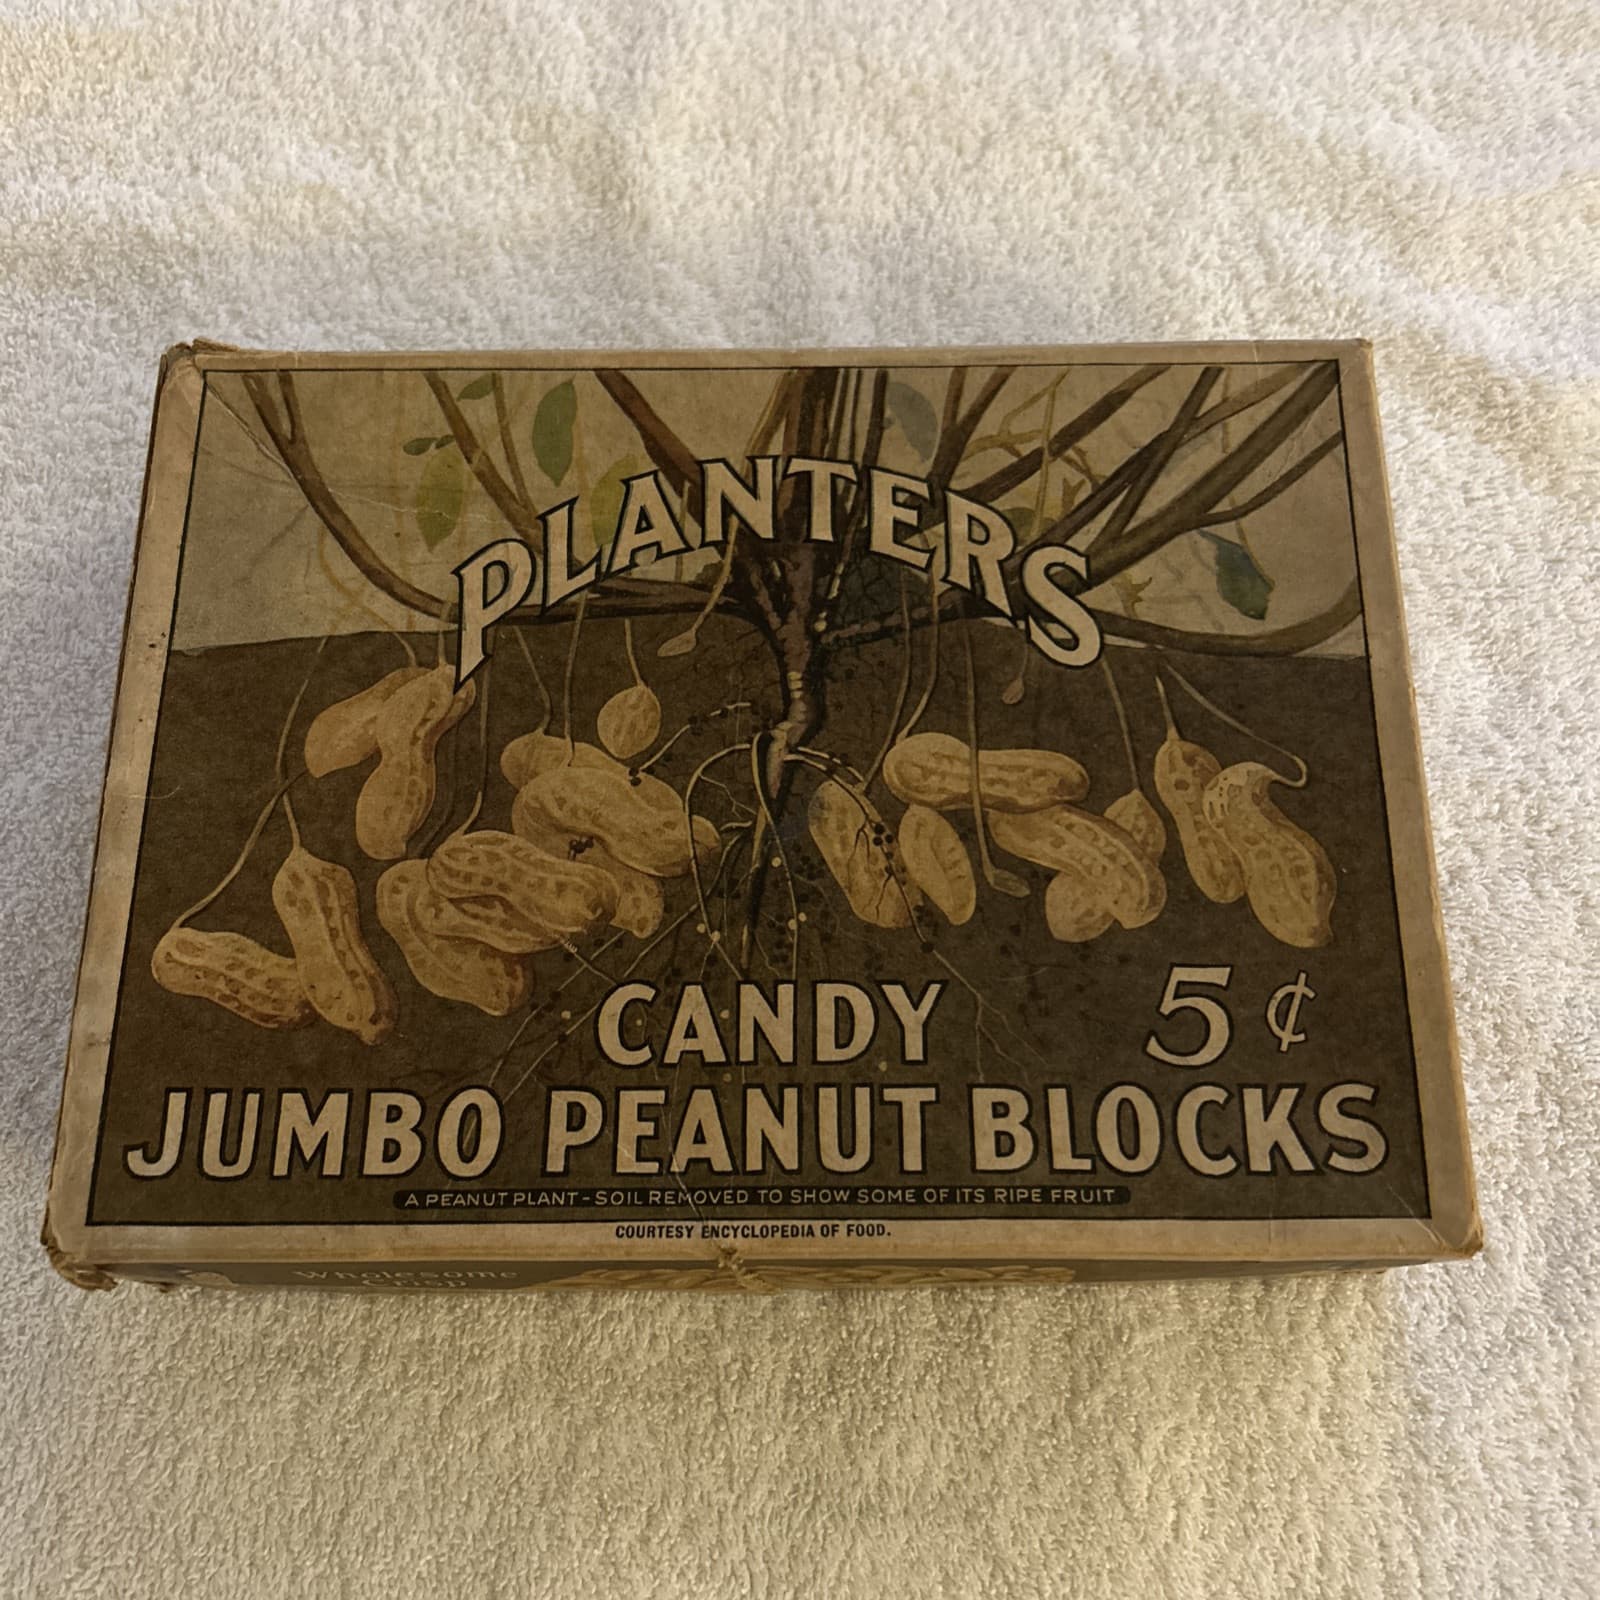 PLANTERS
CANDY 5¢
JUMBO PEANUT BLOCKS
A PEANUT PLANT - SOIL REMOVED TO SHOW SOME OF ITS RIPE FRUIT
COURTESY ENCYCLOPEDIA OF FOOD.
Wholesome